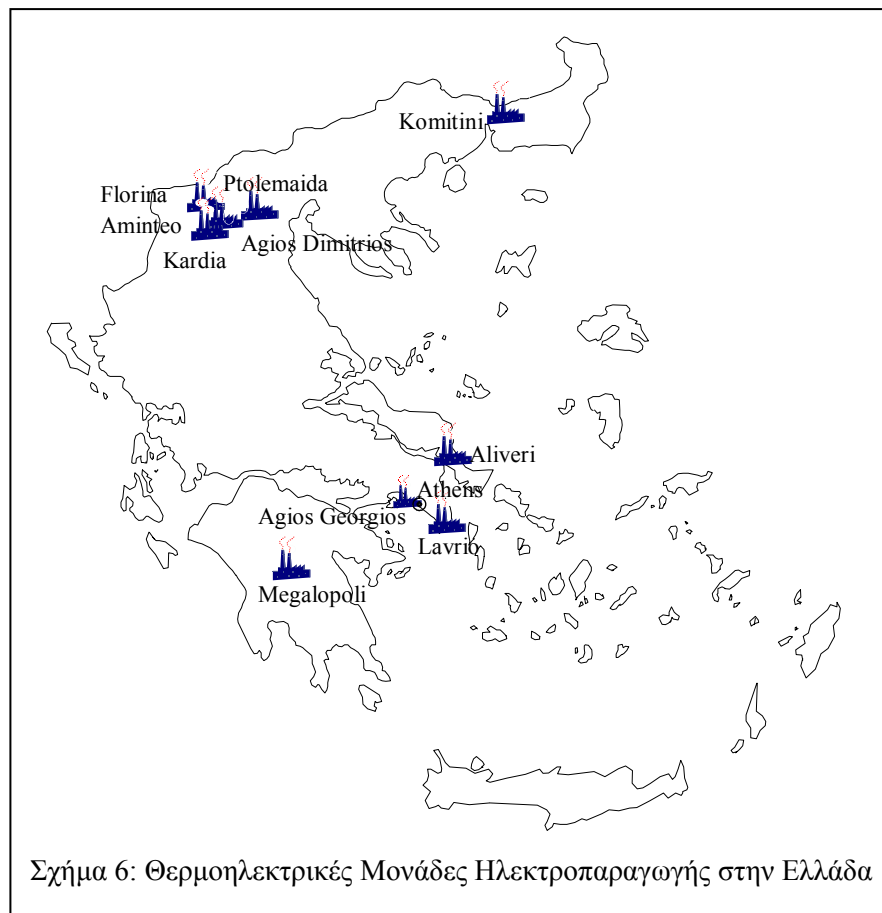 Komitini
Ptolemaida
Florina
Aminteo
Agios Dimitrios
Kardia
Aliveri
Athens
Agios Georgios
Lavrio
Megalopoli
Σχήμα 6: Θερμοηλεκτρικές Μονάδες Ηλεκτροπαραγωγής στην Ελλάδα